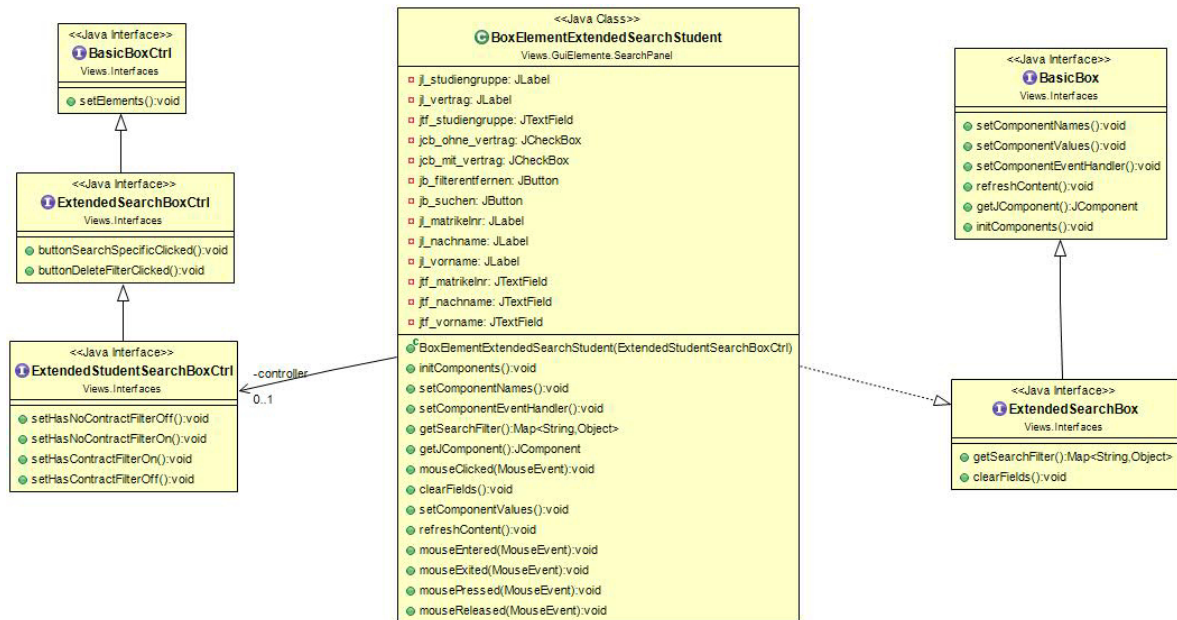 <<Java Interface>>
BasicBoxCtrl
Views.Interfaces
setElements():void
<<Java Interface>>
ExtendedSearchBoxCtrl
Views.Interfaces
buttonSearchSpecificClicked():void
buttonDeleteFilterClicked():void
<<Java Interface>>
ExtendedStudentSearchBoxCtrl
Views.Interfaces
setHasNoContractFilterOff():void
setHasNoContractFilterOn():void
setHasContractFilterOn():void
setHasContractFilterOff():void
-controller
0..1
<<Java Class>>
BoxElementExtendedSearchStudent
Views.GuiElemente.SearchPanel
jl_studiengruppe: JLabel
jl_vertrag: JLabel
jtf_studiengruppe: JTextField
jcb_ohne_vertrag: JCheckBox
jcb_mit_vertrag: JCheckBox
jb_filterentfernen: JButton
jb_suchen: JButton
jl_matrikelnr: JLabel
jl_nachname: JLabel
jl_vorname: JLabel
jtf_matrikelnr: JTextField
jtf_nachname: JTextField
jtf_vorname: JTextField
BoxElementExtendedSearchStudent(ExtendedStudentSearchBoxCtrl)
initComponents():void
setComponentNames():void
setComponentEventHandler():void
getSearchFilter():Map<String,Object>
getJComponent():JComponent
mouseClicked(MouseEvent):void
clearFields():void
setComponentValues():void
refreshContent():void
mouseEntered(MouseEvent):void
mouseExited(MouseEvent):void
mousePressed(MouseEvent):void
mouseReleased(MouseEvent):void
<<Java Interface>>
BasicBox
Views.Interfaces
setComponentNames():void
setComponentValues():void
setComponentEventHandler():void
refreshContent():void
getJComponent():JComponent
initComponents():void
<<Java Interface>>
ExtendedSearchBox
Views.Interfaces
getSearchFilter():Map<String,Object>
clearFields():void